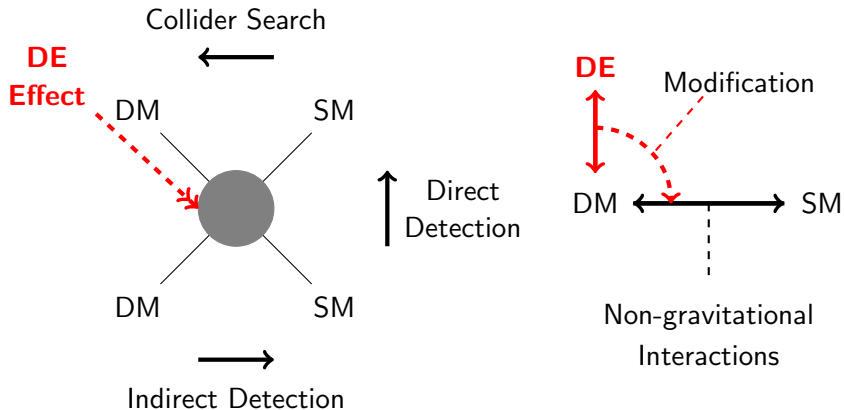 Collider Search
DE
Effect
DM
SM
Direct
Detection
DM
SM
Indirect Detection
DE
Modification
DM
SM
Non-gravitational
Interactions